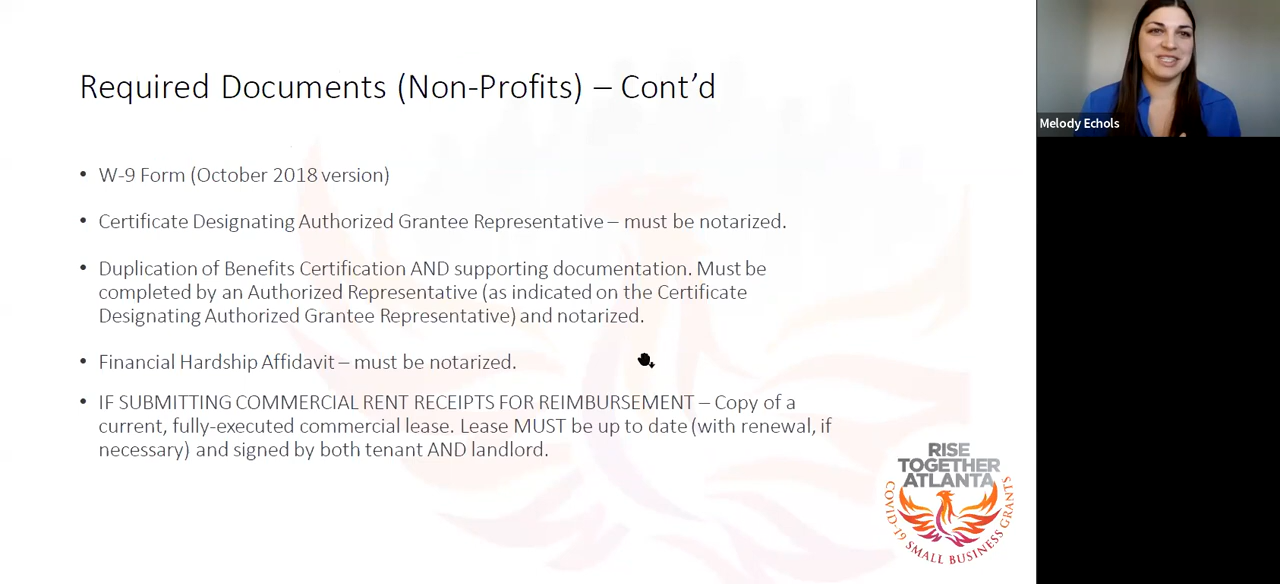 Required Documents (Non-Profits) – Cont’d
• W-9 Form (October 2018 version)
• Certificate Designating Authorized Grantee Representative – must be notarized.
• Duplication of Benefits Certification AND supporting documentation. Must be
completed by an Authorized Representative (as indicated on the Certificate
Designating Authorized Grantee Representative) and notarized.
• Financial Hardship Affidavit – must be notarized.
• IF SUBMITTING COMMERCIAL RENT RECEIPTS FOR REIMBURSEMENT – Copy of a
current, fully-executed commercial lease. Lease MUST be up to date (with renewal, if
necessary) and signed by both tenant AND landlord.
RISE
TOGETHER
ATLANTA
COVID-19 SMALL BUSINESS GRANTS
Melody Echols